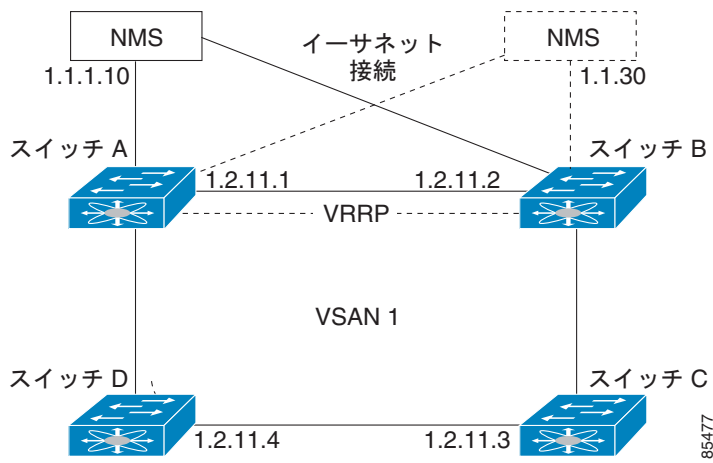 NMS
イーサネット
接続
NMS
1.1.1.10
1.1.30
スイッチ A
スイッチ B
1.2.11.1
1.2.11.2
VRRP
VSAN 1
スイッチ D
スイッチ C
1.2.11.4
1.2.11.3
85477